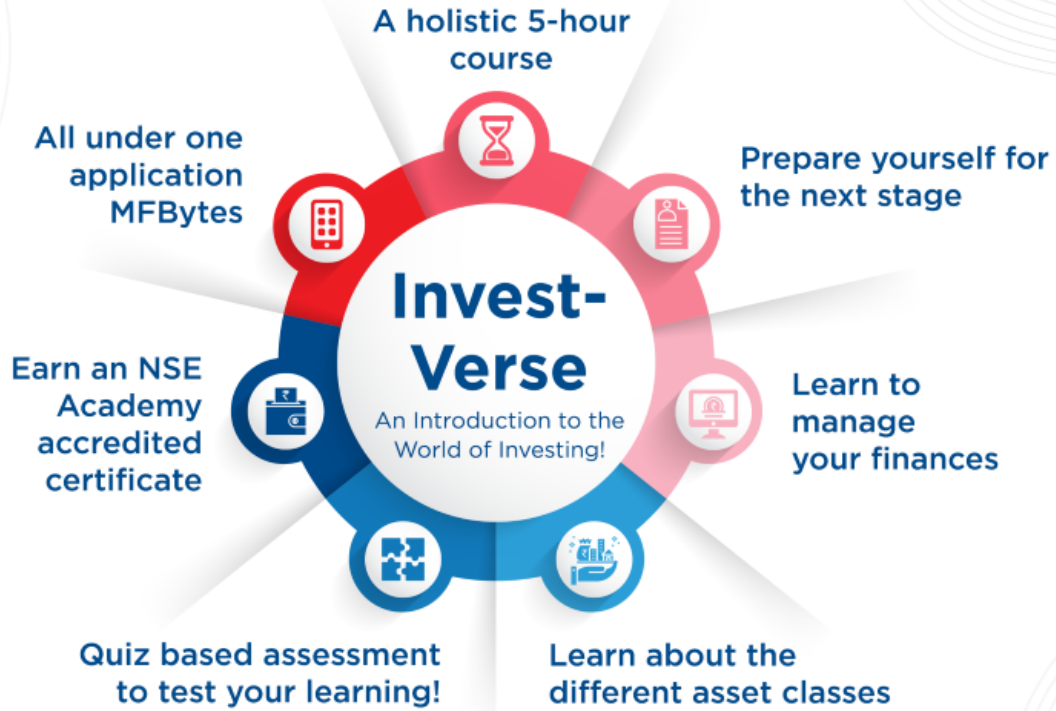 A holistic 5-hour
course
Prepare yourself for
the next stage
Learn to
manage
your finances
Learn about the
different asset classes
Quiz based assessment
to test your learning!
Earn an NSE
Academy
accredited
certificate
All under one
application
MFBytes
Invest-
Verse
An Introduction to the
World of Investing!